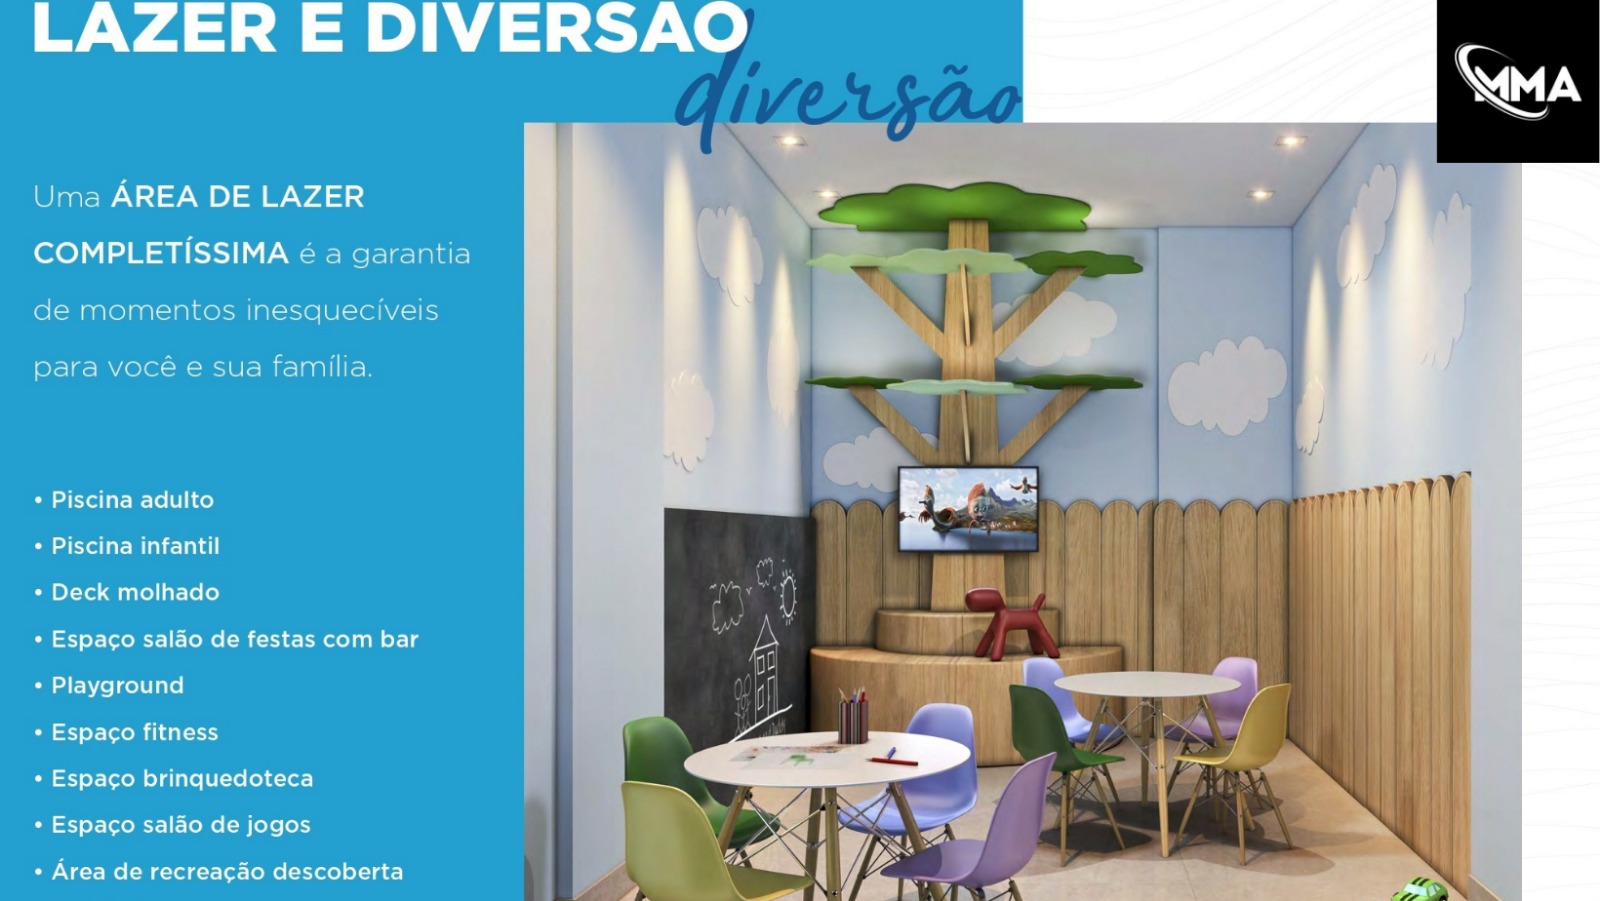 LAZER E DIVERSÃO
diversão
MMA
Uma ÁREA DE LAZER
COMPLETÍSSIMA é a garantia
de momentos inesquecíveis
para você e sua família.
• Piscina adulto
• Piscina infantil
• Deck molhado
• Espaço salão de festas com bar
• Playground
• Espaço fitness
• Espaço brinquedoteca
• Espaço salão de jogos
• Área de recreação descoberta